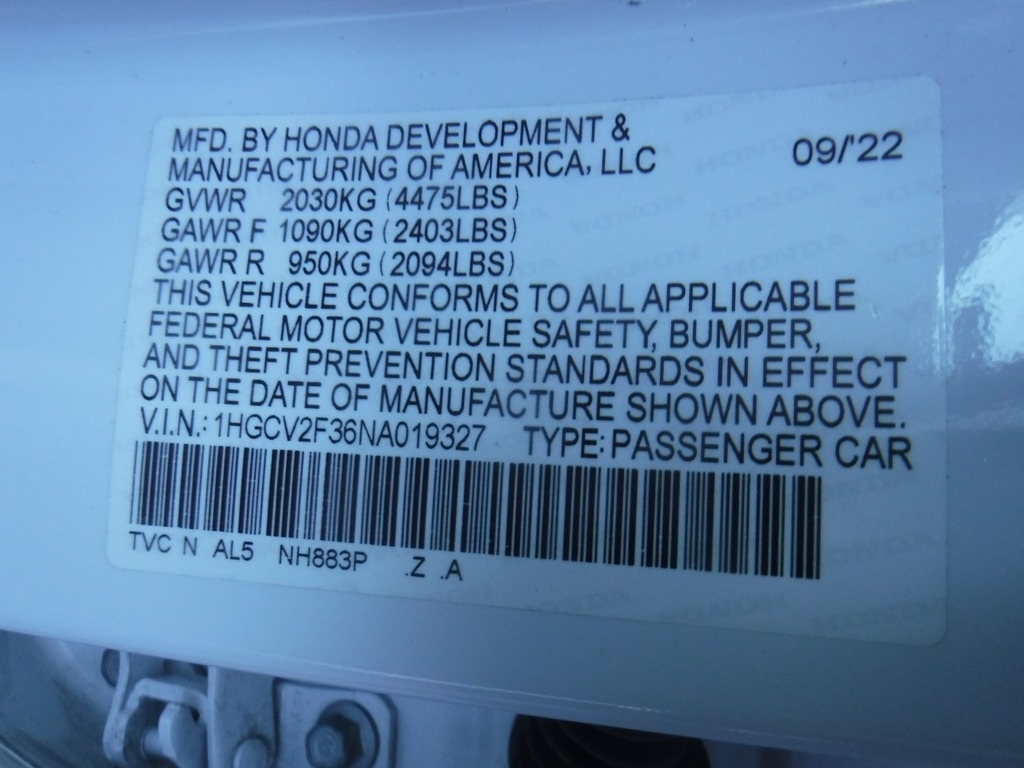 MFD. BY HONDA DEVELOPMENT &
MANUFACTURING OF AMERICA, LLC 09/'22
GVWR 2030KG (4475LBS)
GAWR F 1090KG (2403LBS)
GAWR R 950KG (2094LBS)
THIS VEHICLE CONFORMS TO ALL APPLICABLE
FEDERAL MOTOR VEHICLE SAFETY, BUMPER,
AND THEFT PREVENTION STANDARDS IN EFFECT
ON THE DATE OF MANUFACTURE SHOWN ABOVE.
V.I.N.: 1HGCV2F36NA019327 TYPE: PASSENGER CAR
TVC N AL5 NH883P .Z .A